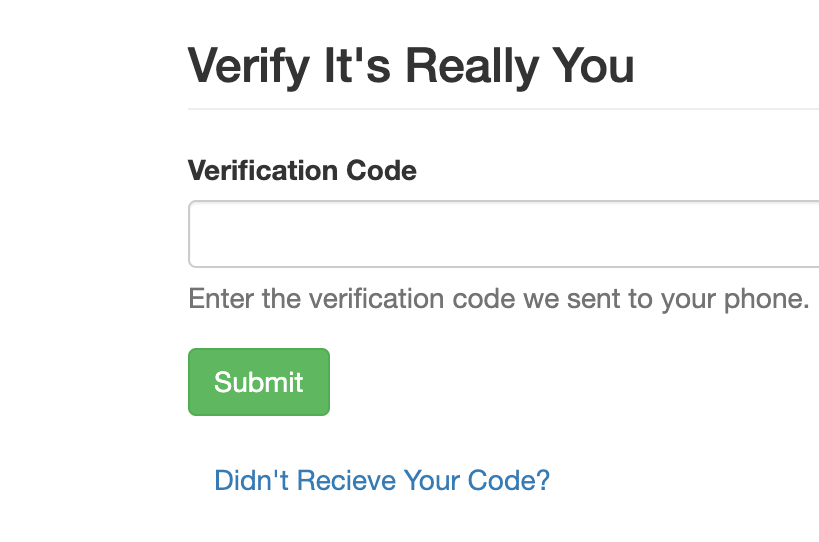 Verify It's Really You
Verification Code
Enter the verification code we sent to your phone.
Submit
Didn't Recieve Your Code?